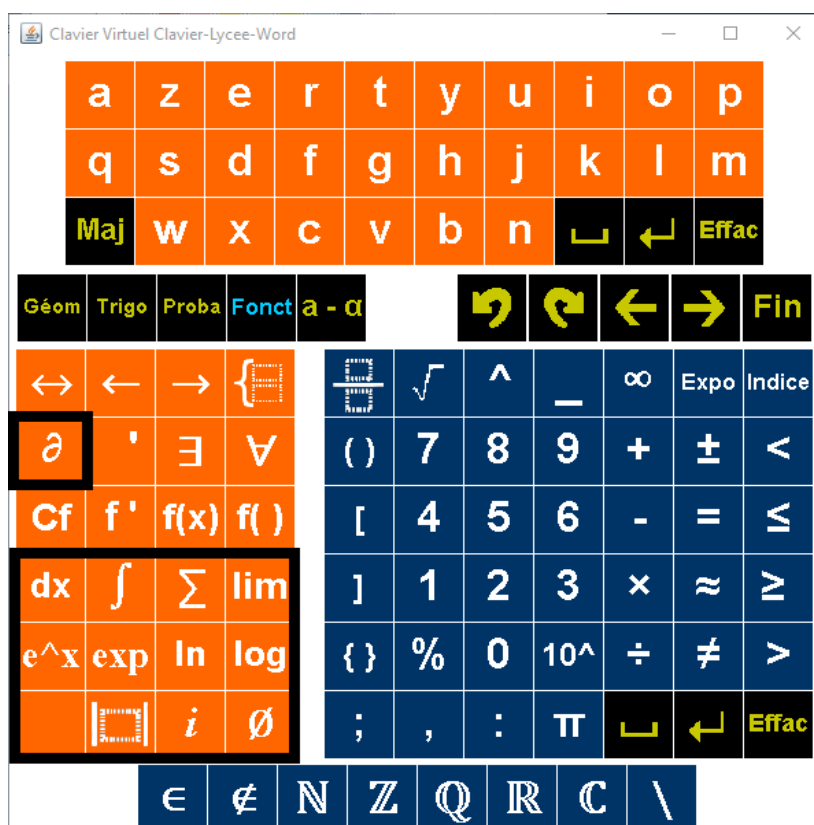 Clavier Virtuel Clavier-Lycee-Word
a z e r t y u i o p
q s d f g h j k l m
Maj w x c v b n Effac
Géom Trigo Proba Fonct a - α Fin
↔ ← → { √ ^ _ ∞ Expo Indice
∂ ' ∃ ∀ ( ) 7 8 9 + ± <
Cf f ' f(x) f( ) [ 4 5 6 - = ≤
dx ∫ ∑ lim ] 1 2 3 × ≈ ≥
e^x exp ln log { } % 0 10^ ÷ ≠ >
i Ø ; , : π Effac
∈ ∉ ℕ ℤ ℚ ℝ ℂ \